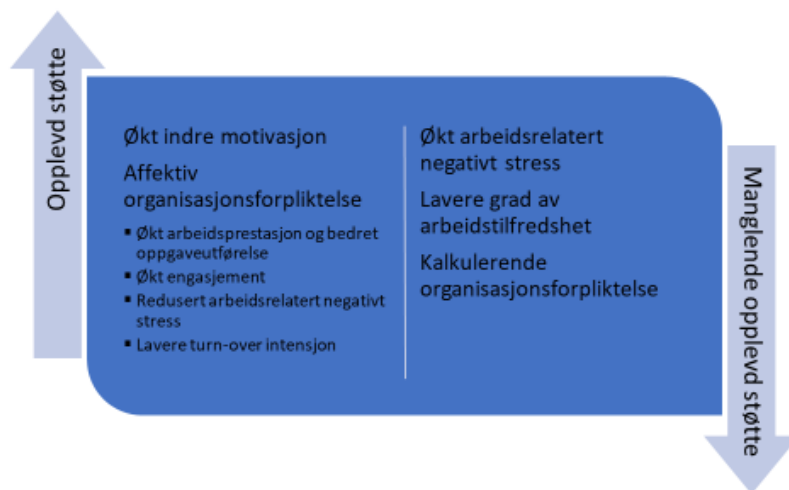 Opplevd støtte
Økt indre motivasjon
Affektiv
organisasjonsforpliktelse
▪ Økt arbeidsprestasjon og bedret
oppgaveutførelse
▪ Økt engasjement
▪ Redusert arbeidsrelatert negativt
stress
▪ Lavere turn-over intensjon
Økt arbeidsrelatert
negativt stress
Lavere grad av
arbeidstilfredshet
Kalkulerende
organisasjonsforpliktelse
Manglende opplevd støtte